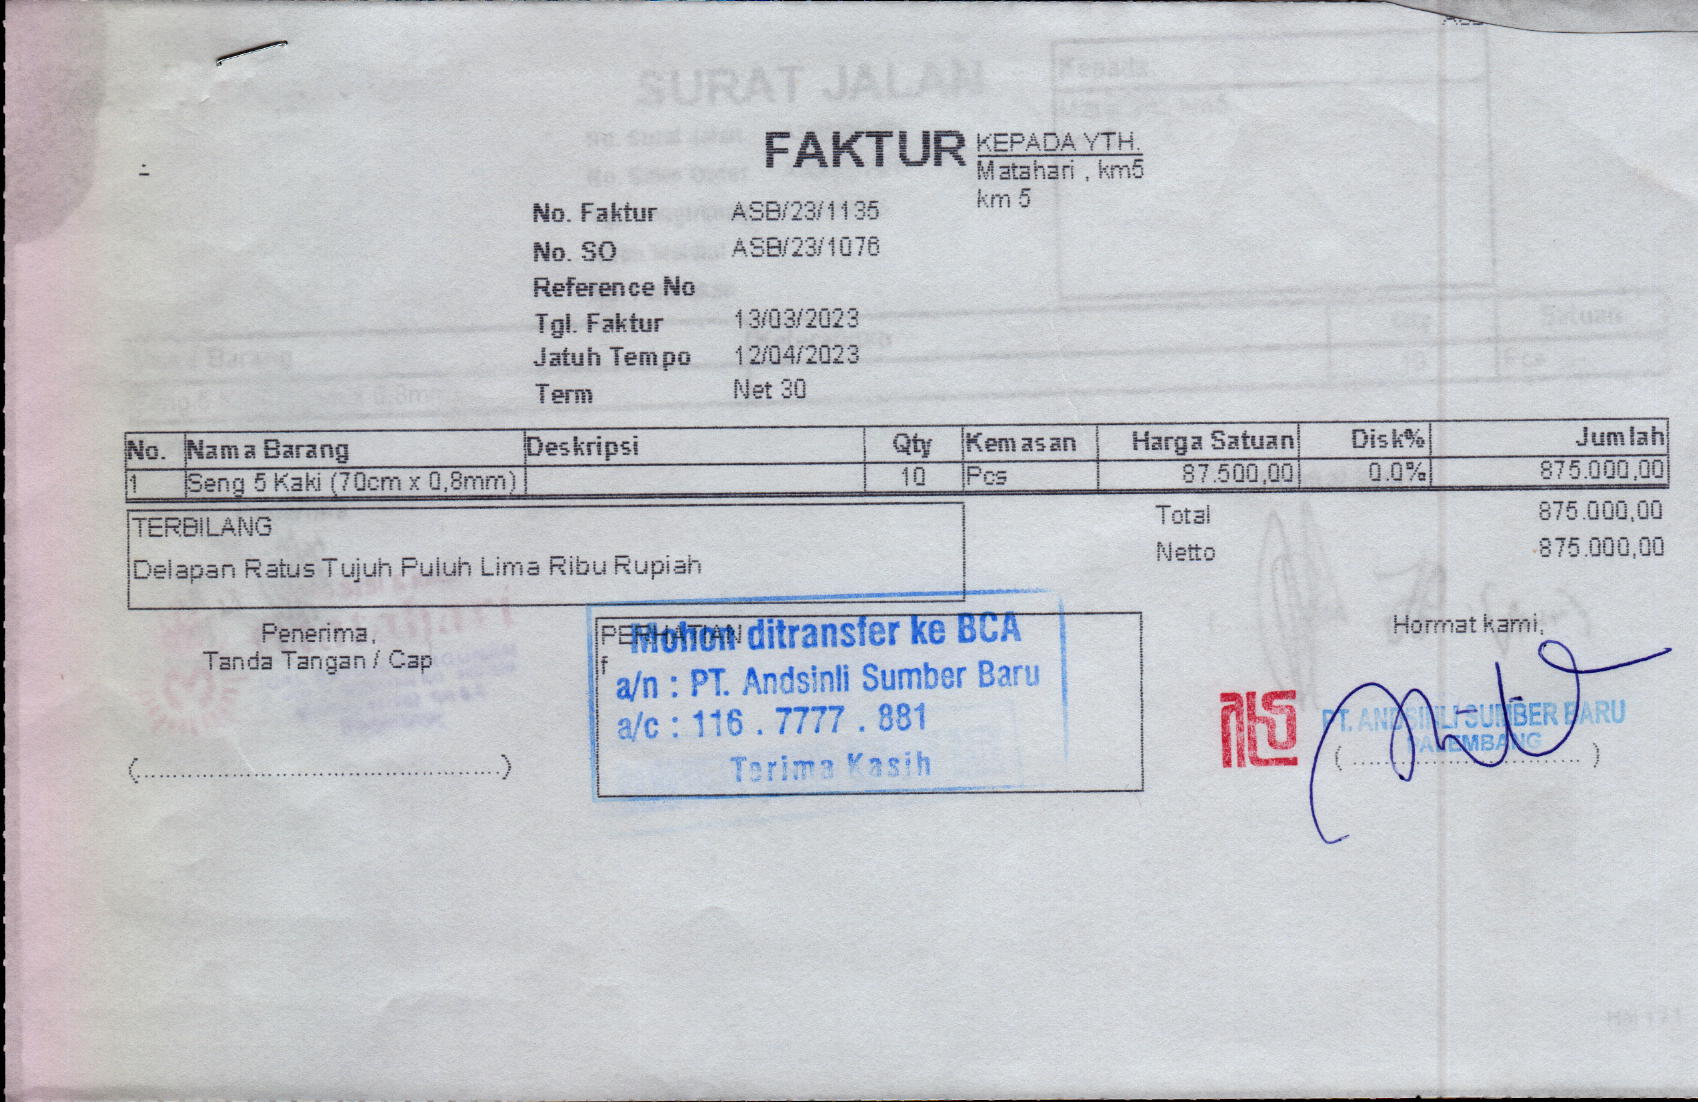 FAKTUR
KEPADA YTH.
Matahari , km5
km 5
No. Faktur ASB/23/1135
No. SO ASB/23/1076
Reference No
Tgl. Faktur 13/03/2023
Jatuh Tempo 12/04/2023
Term Net 30
No. Nama Barang Deskripsi Qty Kemasan Harga Satuan Disk% Jumlah
1 Seng 5 Kaki (70cm x 0,8mm) 10 Pcs 87.500,00 0.0% 875.000,00
TERBILANG
Delapan Ratus Tujuh Puluh Lima Ribu Rupiah
Total 875.000,00
Netto 875.000,00
Penerima,
Tanda Tangan / Cap
(................................................)
PERHATIAN
f
Mohon ditransfer ke BCA
a/n : PT. Andsinli Sumber Baru
a/c : 116 . 7777 . 881
Terima Kasih
Hormat kami,
PT. ANDSINLI SUMBER BARU
PALEMBANG
( .............................. )
SURAT JALAN
Kepada